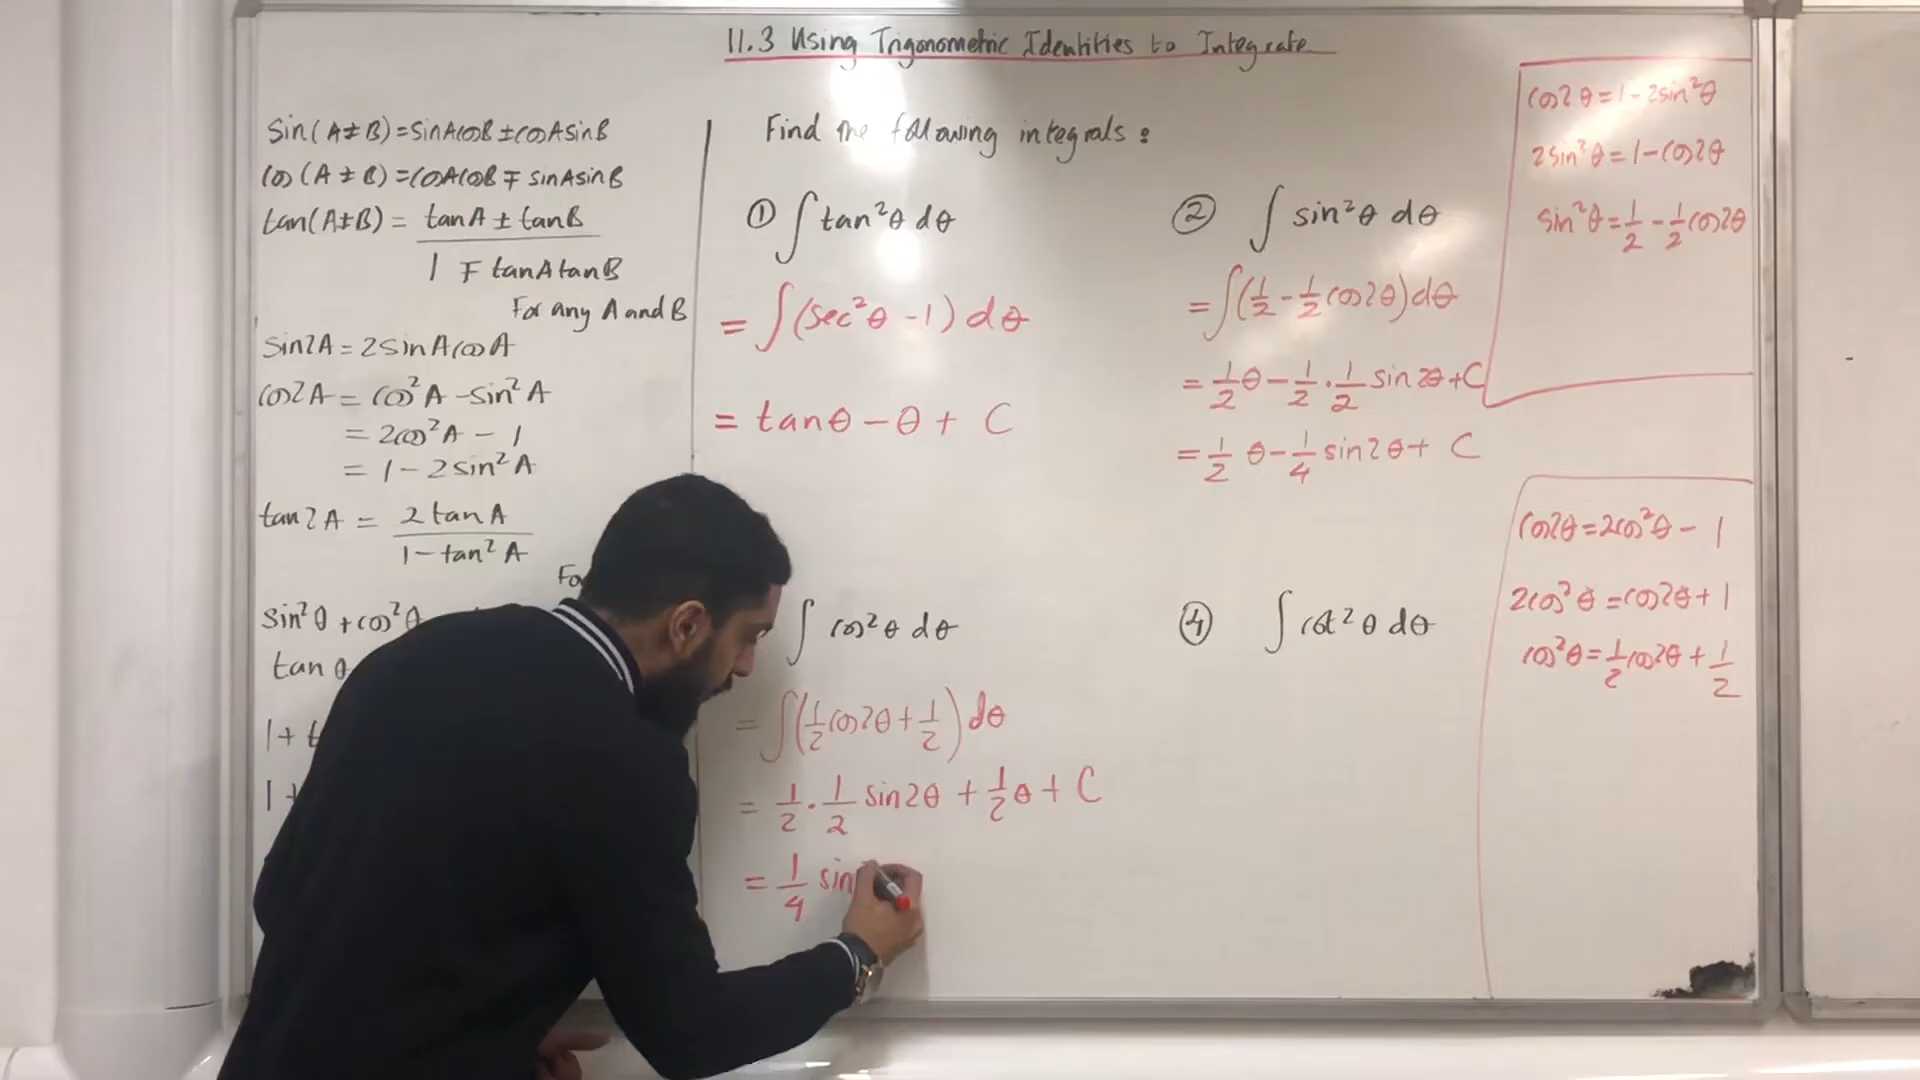 11.3 Using Trigonometric Identities to Integrate
sin(A±B)=sinAcosB±cosAsinB
cos(A±B)=cosAcosB∓sinAsinB
tan(A±B)= tanA ± tanB
1 ∓ tanAtanB
For any A and B
sin2A=2sinAcosA
cos2A= cos²A -sin²A
= 2cos²A - 1
= 1- 2sin²A
tan2A = 2tanA
1-tan²A
sin²θ+cos²θ
tan θ
1+ t
1+
Find the following integrals:
① ∫tan²θ dθ
= ∫(sec²θ -1) dθ
= tanθ - θ + C
② ∫ sin²θ dθ
= ∫(1/2 - 1/2 cos2θ)dθ
= 1/2 θ - 1/2 · 1/2 sin2θ+C
= 1/2 θ - 1/4 sin2θ+ C
∫ cos²θ dθ
= ∫(1/2 cos2θ + 1/2) dθ
= 1/2 · 1/2 sin2θ + 1/2 θ + C
= 1/4 sin
④ ∫ cot²θ dθ
cos2θ=1-2sin²θ
2sin²θ=1-cos2θ
sin²θ=1/2 - 1/2 cos2θ
cos2θ=2cos²θ - 1
2cos²θ=cos2θ+1
cos²θ=1/2 cos2θ + 1/2